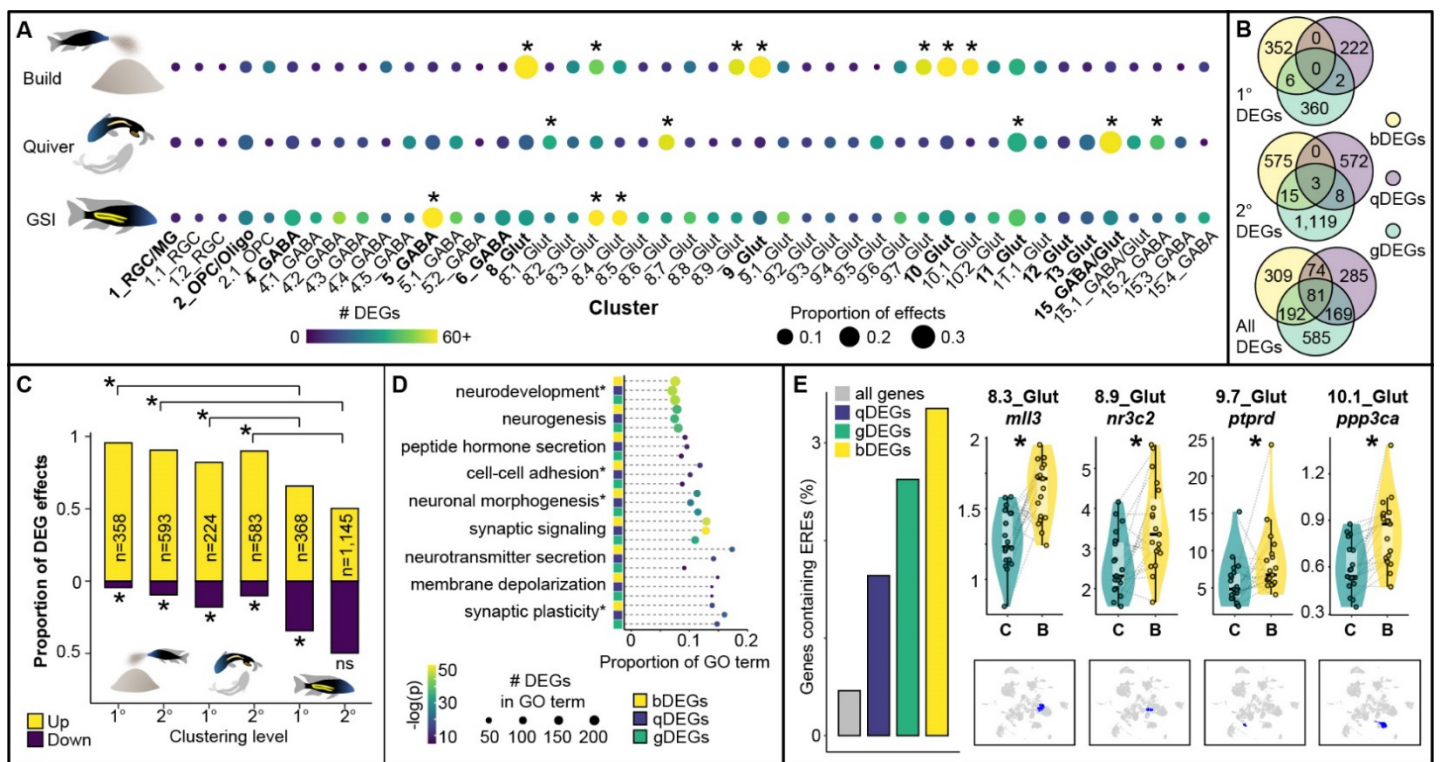 A
Build
* * * * * * *
Quiver
* * * * *
GSI
* * *
1_RGC/MG
1.1_RGC
1.2_RGC
2_OPC/Oligo
2.1_OPC
4_GABA
4.1_GABA
4.2_GABA
4.3_GABA
4.4_GABA
4.5_GABA
5_GABA
5.1_GABA
5.2_GABA
6_GABA
8_Glut
8.1_Glut
8.2_Glut
8.3_Glut
8.4_Glut
8.5_Glut
8.6_Glut
8.7_Glut
8.8_Glut
8.9_Glut
9_Glut
9.1_Glut
9.2_Glut
9.3_Glut
9.4_Glut
9.5_Glut
9.6_Glut
9.7_Glut
10_Glut
10.1_Glut
10.2_Glut
11_Glut
11.1_Glut
12_Glut
13_Glut
15_GABA/Glut
15.1_GABA/Glut
15.2_GABA
15.3_GABA
15.4_GABA
Cluster
# DEGs
0 60+
Proportion of effects
0.1 0.2 0.3
B
352 0 222
0
6 2
360
1°
DEGs
575 0 572
3
15 8
1,119
2°
DEGs
309 74 285
81
192 169
585
All
DEGs
bDEGs
qDEGs
gDEGs
C
* * * *
Proportion of DEG effects
1
0.5
0
0.5
n=358
n=593
n=224
n=583
n=368
n=1,145
* * * * *
ns
1° 2° 1° 2° 1° 2°
Clustering level
Up
Down
D
neurodevelopment*
neurogenesis
peptide hormone secretion
cell-cell adhesion*
neuronal morphogenesis*
synaptic signaling
neurotransmitter secretion
membrane depolarization
synaptic plasticity*
0 0.1 0.2
Proportion of GO term
-log(p)
50
30
10
# DEGs
in GO term
50 100 150 200
bDEGs
qDEGs
gDEGs
E
all genes
qDEGs
gDEGs
bDEGs
Genes containing EREs (%)
3
0
8.3_Glut
mll3
*
2
1.5
1
C B
8.9_Glut
nr3c2
*
5
4
3
2
C B
9.7_Glut
ptprd
*
25
20
15
10
5
C B
10.1_Glut
ppp3ca
*
1.2
0.9
0.6
0.3
C B